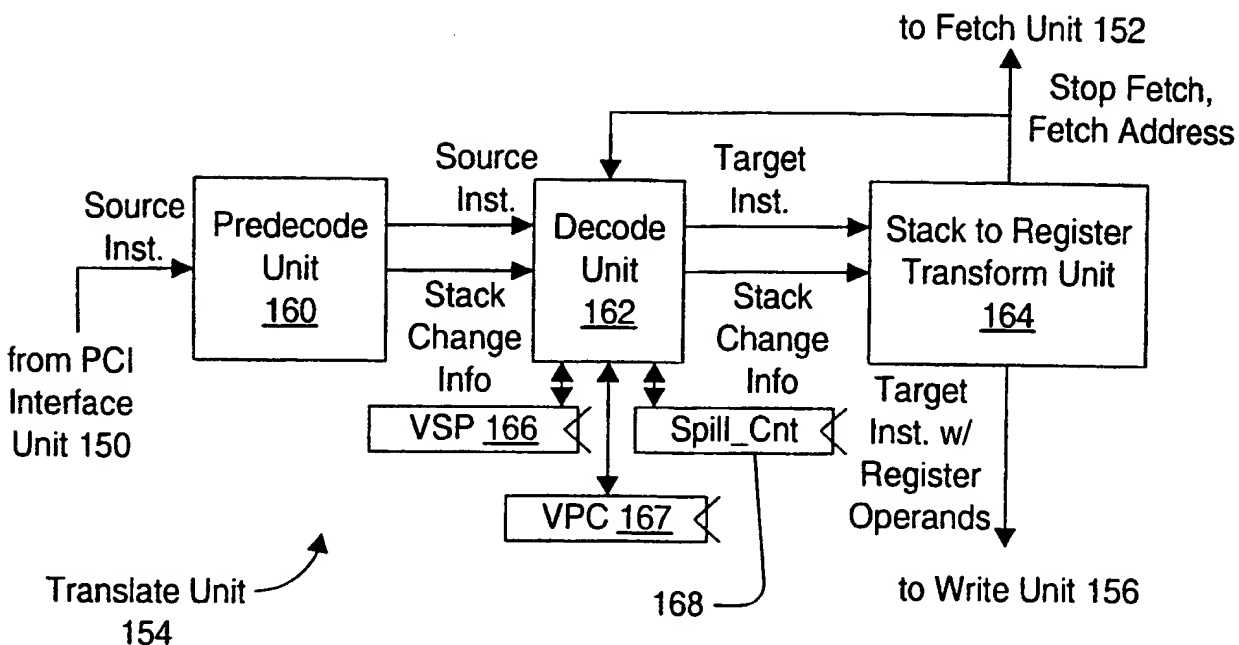 to Fetch Unit 152
Stop Fetch,
Fetch Address
Source
Inst.
Predecode
Unit
160
Source
Inst.
Stack
Change
Info
Decode
Unit
162
Target
Inst.
Stack
Change
Info
Stack to Register
Transform Unit
164
from PCI
Interface
Unit 150
VSP 166
Spill_Cnt
VPC 167
Target
Inst. w/
Register
Operands
Translate Unit
154
168
to Write Unit 156